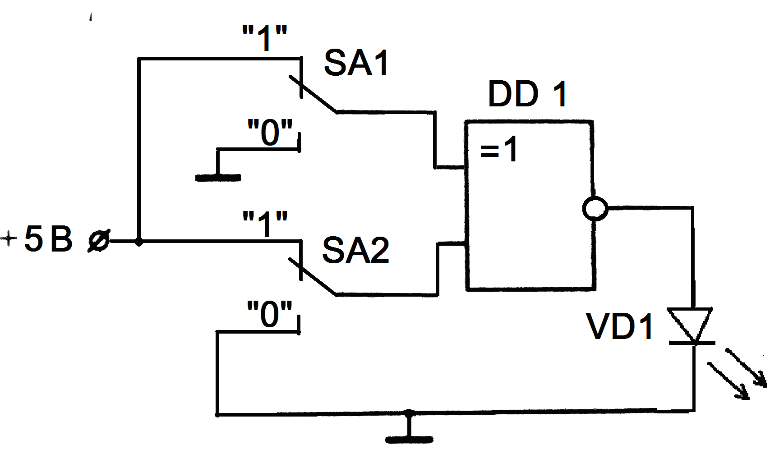 "1"
SA1
DD 1
"0"
=1
"1"
+5 В
SA2
"0"
VD1